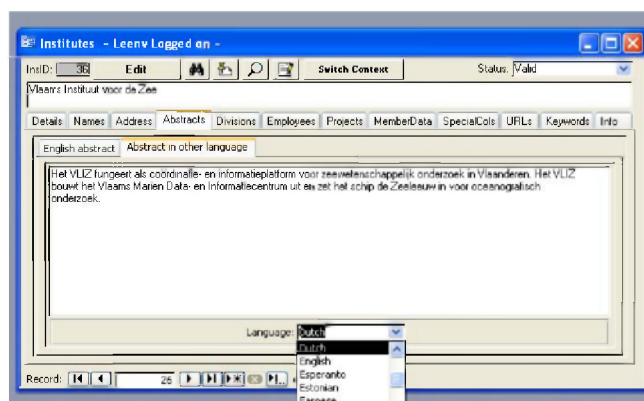 Institutes - Leenv Logged on -
InsID: 36 Edit Switch Context Status: Valid
Vlaams Instituut voor de Zee
Details Names Address Abstracts Divisions Employees Projects MemberData SpecialCols URLs Keywords Info
English abstract Abstract in other language
Het VLIZ fungeert als coördinatie- en informatieplatform voor zeewetenschappelijk onderzoek in Vlaanderen. Het VLIZ
bouwt het Vlaams Marien Data- en Informatiecentrum uit en zet het schip de Zeeleeuw in voor oceanografisch
onderzoek.
Language: Dutch
Dutch
English
Esperanto
Estonian
Faroese
Record: 26